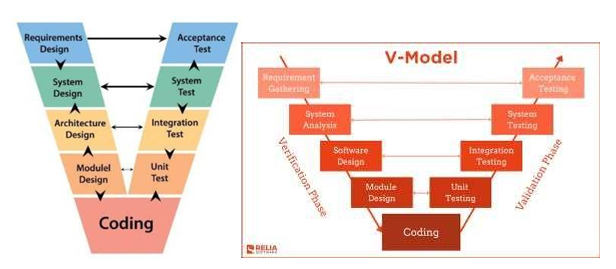 Requirements
Design
Acceptance
Test
System
Design
System
Test
Architecture
Design
Integration
Test
Modulel
Design
Unit
Test
Coding
V-Model
Requirement
Gathering
Acceptance
Testing
System
Analysis
System
Testing
Software
Design
Integration
Testing
Module
Design
Unit
Testing
Coding
Verification Phase
Validation Phase
RELIA
SOFTWARE